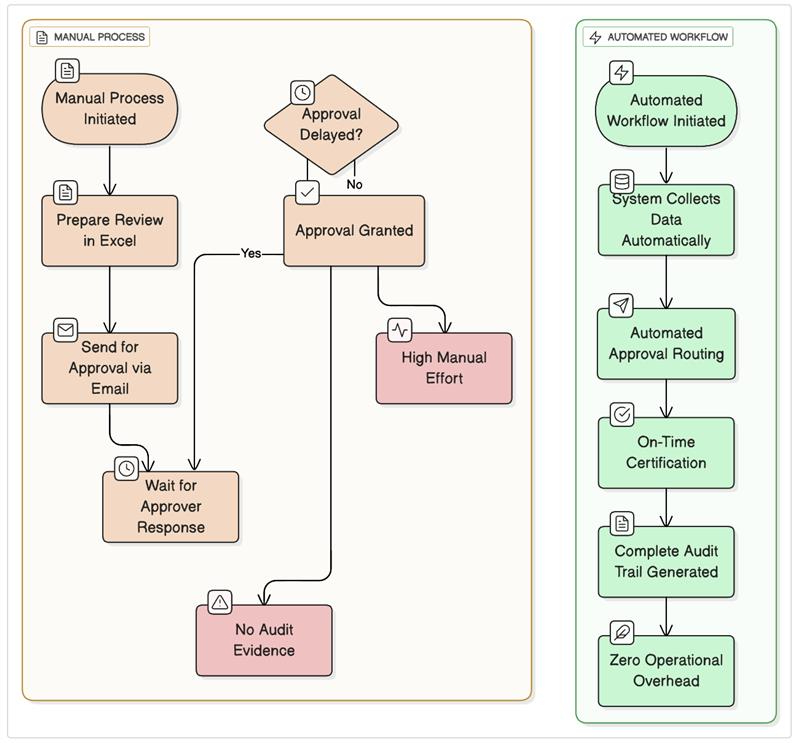 MANUAL PROCESS
Manual Process
Initiated
Prepare Review
in Excel
Send for
Approval via
Email
Wait for
Approver
Response
Approval
Delayed?
No
Approval Granted
Yes
High Manual
Effort
No Audit
Evidence
AUTOMATED WORKFLOW
Automated
Workflow Initiated
System Collects
Data
Automatically
Automated
Approval Routing
On-Time
Certification
Complete Audit
Trail Generated
Zero Operational
Overhead